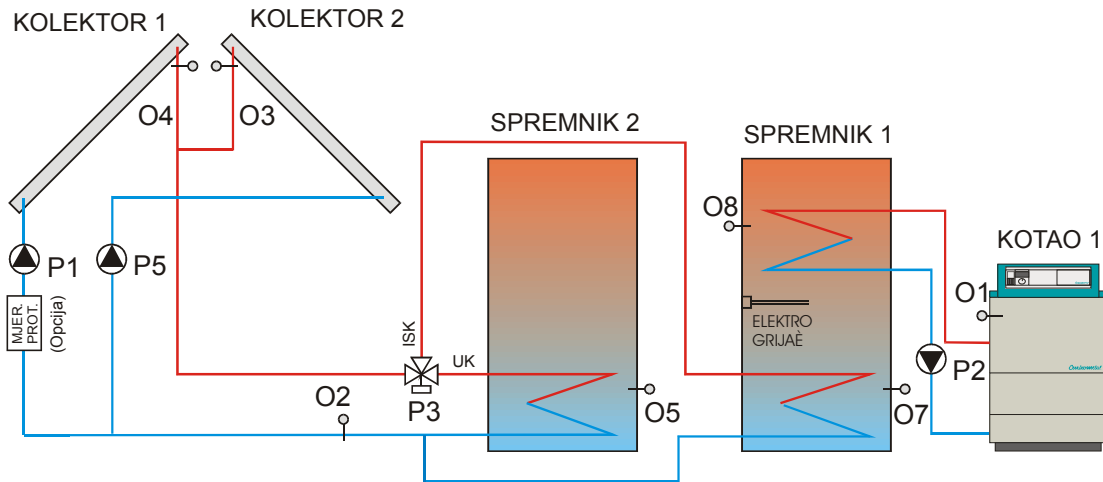 KOLEKTOR 1
KOLEKTOR 2
O4
O3
SPREMNIK 2
SPREMNIK 1
O8
KOTAO 1
P1
P5
O1
MJER.
PROT.
(Opcija)
ISK
ELEKTRO
GRIJAÈ
UK
P2
O2
P3
O5
O7